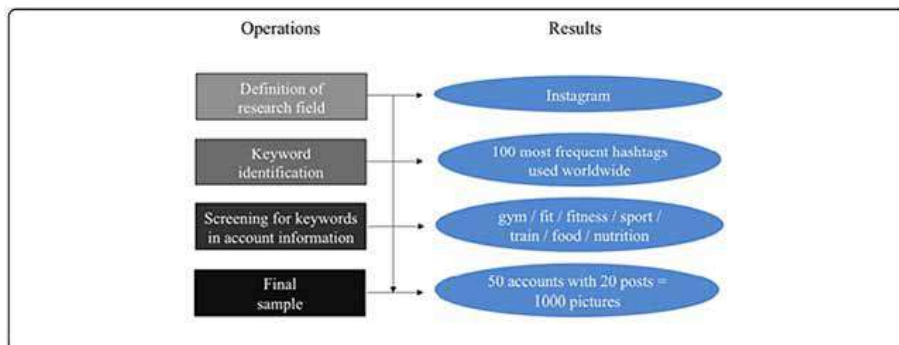 Operations
Results
Definition of
research field
Instagram
Keyword
identification
100 most frequent hashtags
used worldwide
Screening for keywords
in account information
gym / fit / fitness / sport /
train / food / nutrition
Final
sample
50 accounts with 20 posts =
1000 pictures